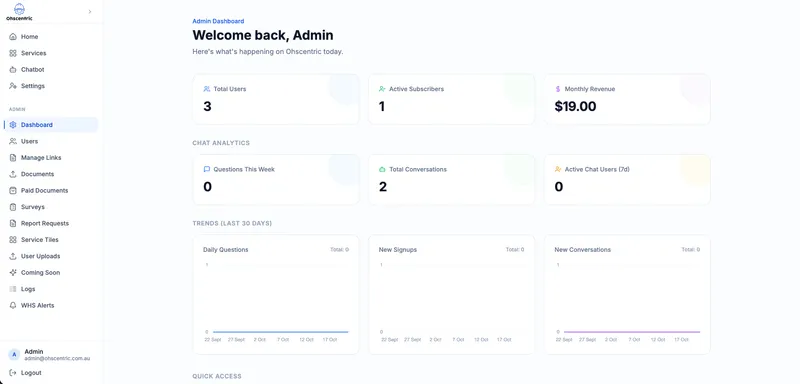 Ohscentric
Home
Services
Chatbot
Settings
ADMIN
Dashboard
Users
Manage Links
Documents
Paid Documents
Surveys
Report Requests
Service Tiles
User Uploads
Coming Soon
Logs
WHS Alerts
A
Admin
admin@ohscentric.com.au
Logout
Admin Dashboard
Welcome back, Admin
Here's what's happening on Ohscentric today.
Total Users
3
Active Subscribers
1
Monthly Revenue
$19.00
CHAT ANALYTICS
Questions This Week
0
Total Conversations
2
Active Chat Users (7d)
0
TRENDS (LAST 30 DAYS)
Daily Questions Total: 0
1
0
22 Sept 27 Sept 2 Oct 7 Oct 12 Oct 17 Oct
New Signups Total: 0
1
0
22 Sept 27 Sept 2 Oct 7 Oct 12 Oct 17 Oct
New Conversations Total: 0
1
0
22 Sept 27 Sept 2 Oct 7 Oct 12 Oct 17 Oct
QUICK ACCESS